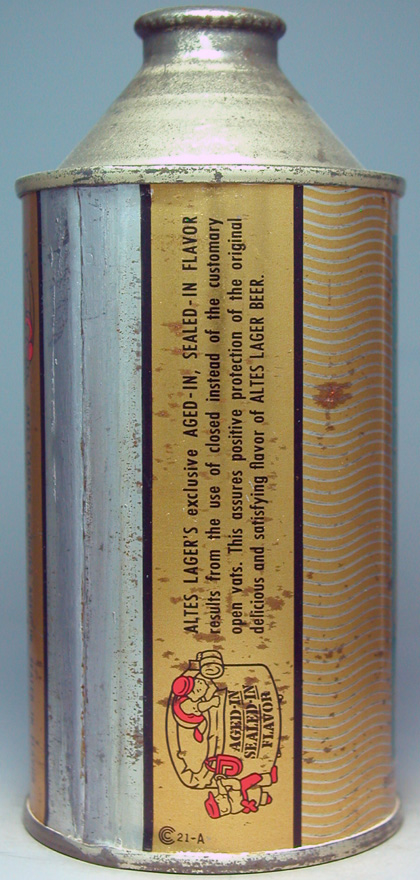 ALTES LAGER'S exclusive AGED-IN, SEALED-IN FLAVOR
results from the use of closed instead of the customary
open vats. This assures positive protection of the original
delicious and satisfying flavor of ALTES LAGER BEER.
AGED-IN
SEALED-IN
FLAVOR
CC 21-A